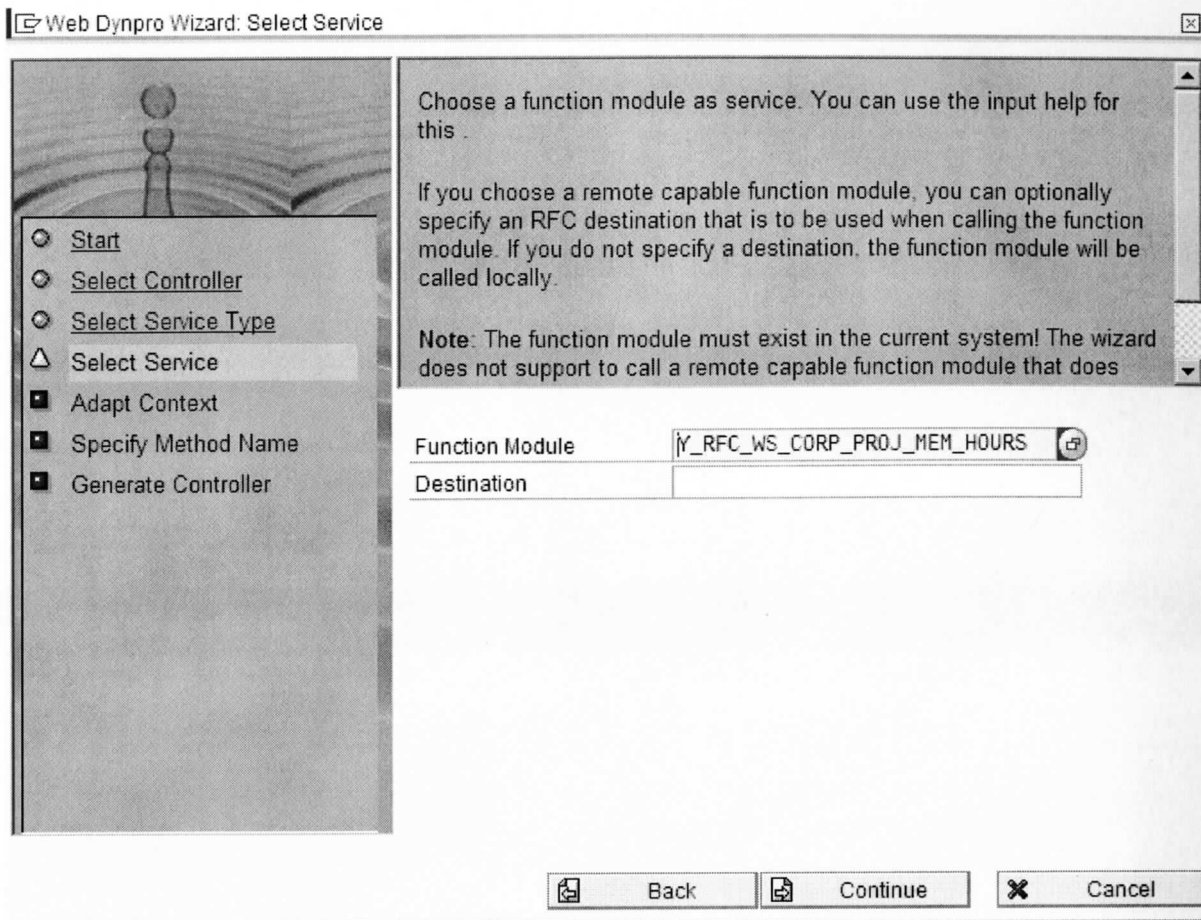 Web Dynpro Wizard: Select Service
Start
Select Controller
Select Service Type
Select Service
Adapt Context
Specify Method Name
Generate Controller
Choose a function module as service. You can use the input help for
this .
If you choose a remote capable function module, you can optionally
specify an RFC destination that is to be used when calling the function
module. If you do not specify a destination, the function module will be
called locally.
Note: The function module must exist in the current system! The wizard
does not support to call a remote capable function module that does
Function Module Y_RFC_WS_CORP_PROJ_MEM_HOURS
Destination
Back Continue Cancel